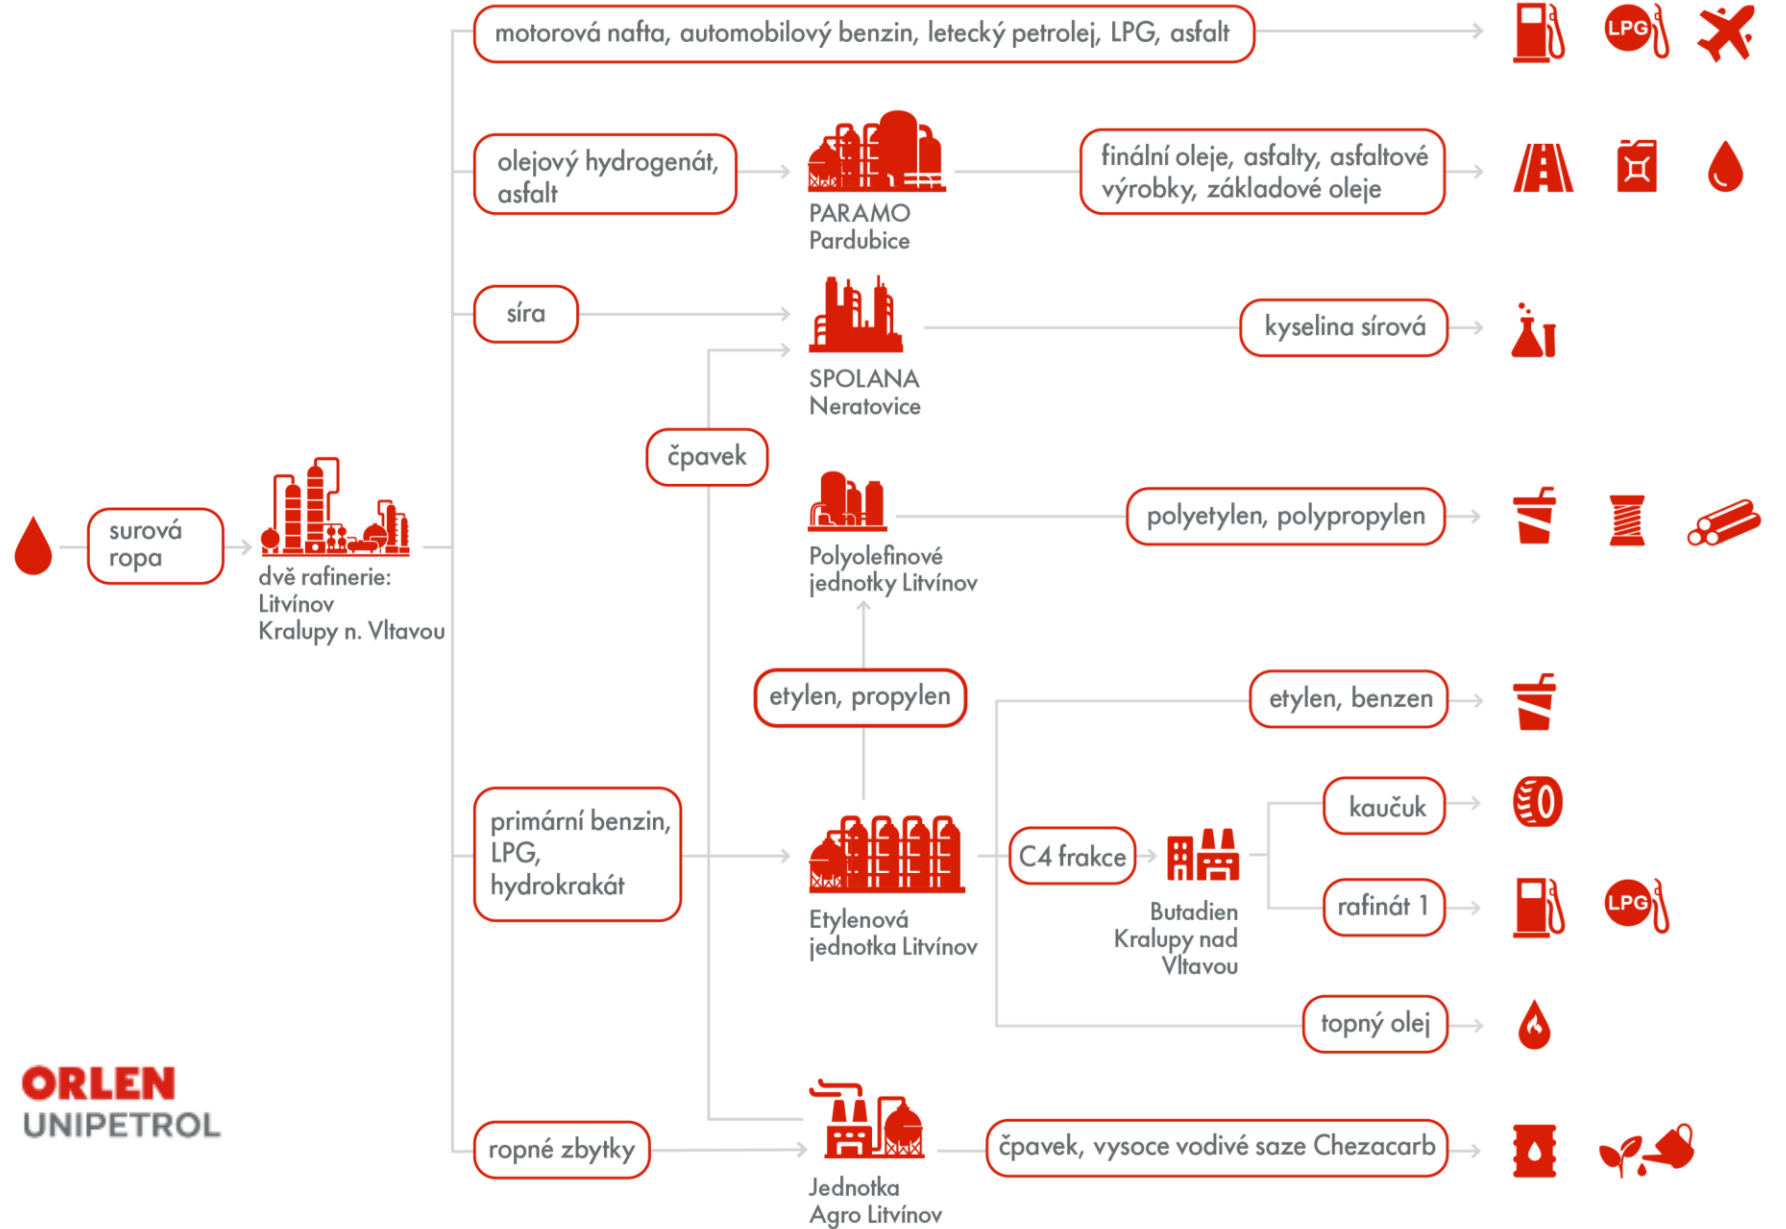 motorová nafta, automobilový benzin, letecký petrolej, LPG, asfalt
LPG
olejový hydrogenát,
asfalt
PARAMO
Pardubice
finální oleje, asfalty, asfaltové
výrobky, základové oleje
síra
SPOLANA
Neratovice
kyselina sírová
čpavek
surová
ropa
dvě rafinerie:
Litvínov
Kralupy n. Vltavou
Polyolefinové
jednotky Litvínov
polyetylen, polypropylen
etylen, propylen
etylen, benzen
primární benzin,
LPG,
hydrokrakát
Etylenová
jednotka Litvínov
C4 frakce
Butadien
Kralupy nad
Vltavou
kaučuk
rafinát 1
LPG
topný olej
ORLEN
UNIPETROL
ropné zbytky
Jednotka
Agro Litvínov
čpavek, vysoce vodivé saze Chezacarb